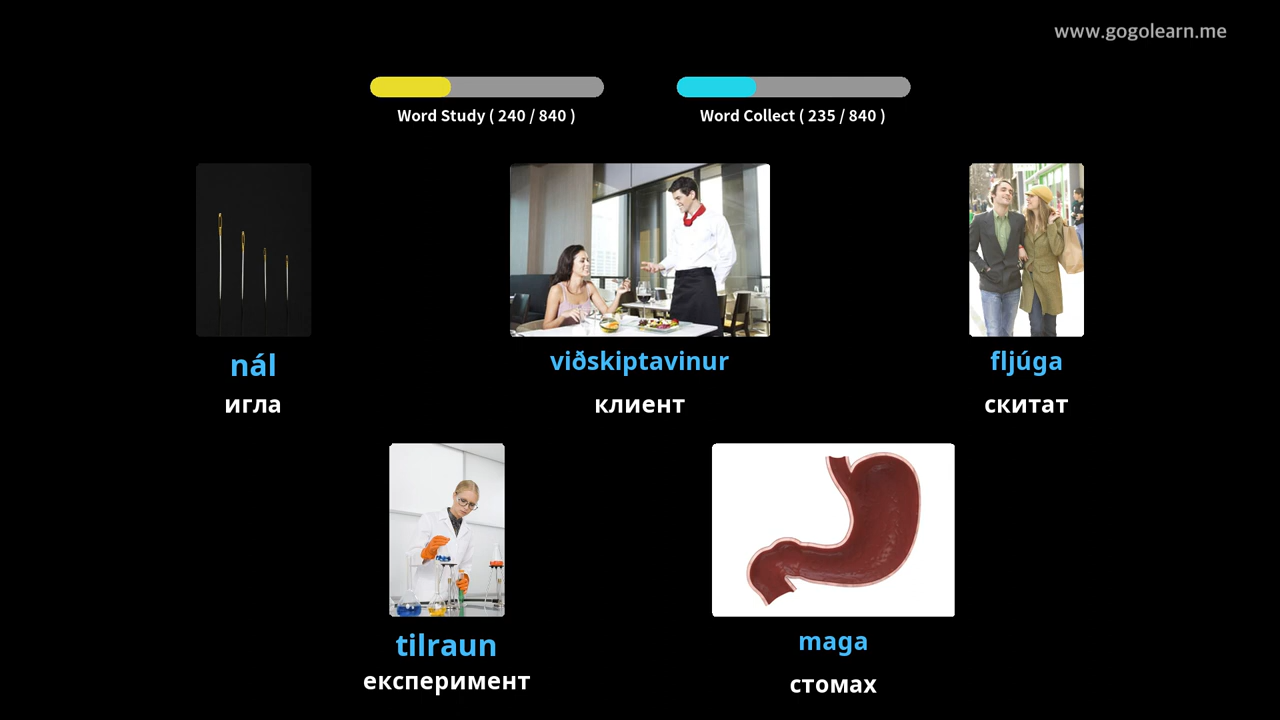 www.gogolearn.me
Word Study ( 240 / 840 )
Word Collect ( 235 / 840 )
nál
viðskiptavinur
fljúga
игла
клиент
скитат
tilraun
maga
експеримент
стомах